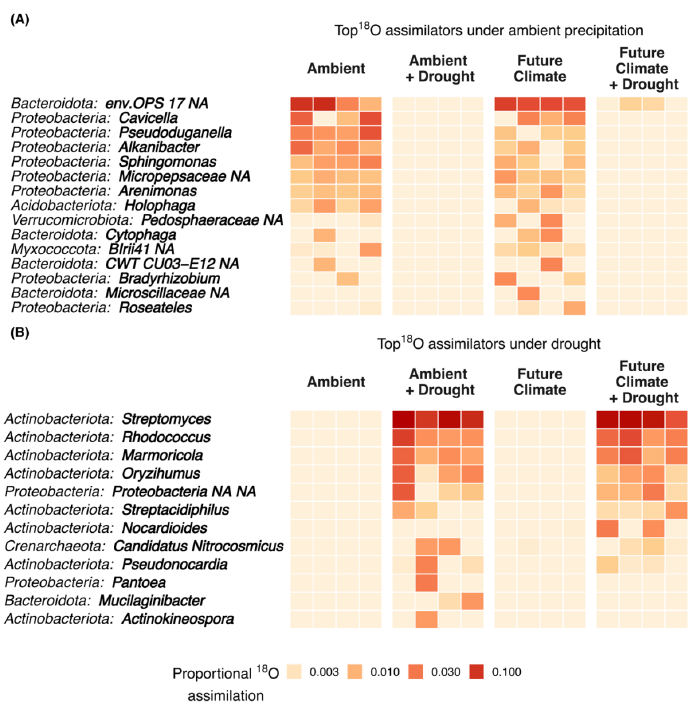 (A)
Top18O assimilators under ambient precipitation
Ambient
Ambient
+ Drought
Future
Climate
Future
Climate
+ Drought
Bacteroidota: env.OPS 17 NA
Proteobacteria: Cavicella
Proteobacteria: Pseudoduganella
Proteobacteria: Alkanibacter
Proteobacteria: Sphingomonas
Proteobacteria: Micropepsaceae NA
Proteobacteria: Arenimonas
Acidobacteriota: Holophaga
Verrucomicrobiota: Pedosphaeraceae NA
Bacteroidota: Cytophaga
Myxococcota: BIrii41 NA
Bacteroidota: CWT CU03–E12 NA
Proteobacteria: Bradyrhizobium
Bacteroidota: Microscillaceae NA
Proteobacteria: Roseateles
(B)
Top18O assimilators under drought
Ambient
Ambient
+ Drought
Future
Climate
Future
Climate
+ Drought
Actinobacteriota: Streptomyces
Actinobacteriota: Rhodococcus
Actinobacteriota: Marmoricola
Actinobacteriota: Oryzihumus
Proteobacteria: Proteobacteria NA NA
Actinobacteriota: Streptacidiphilus
Actinobacteriota: Nocardioides
Crenarchaeota: Candidatus Nitrocosmicus
Actinobacteriota: Pseudonocardia
Proteobacteria: Pantoea
Bacteroidota: Mucilaginibacter
Actinobacteriota: Actinokineospora
Proportional 18O
assimilation
0.003 0.010 0.030 0.100